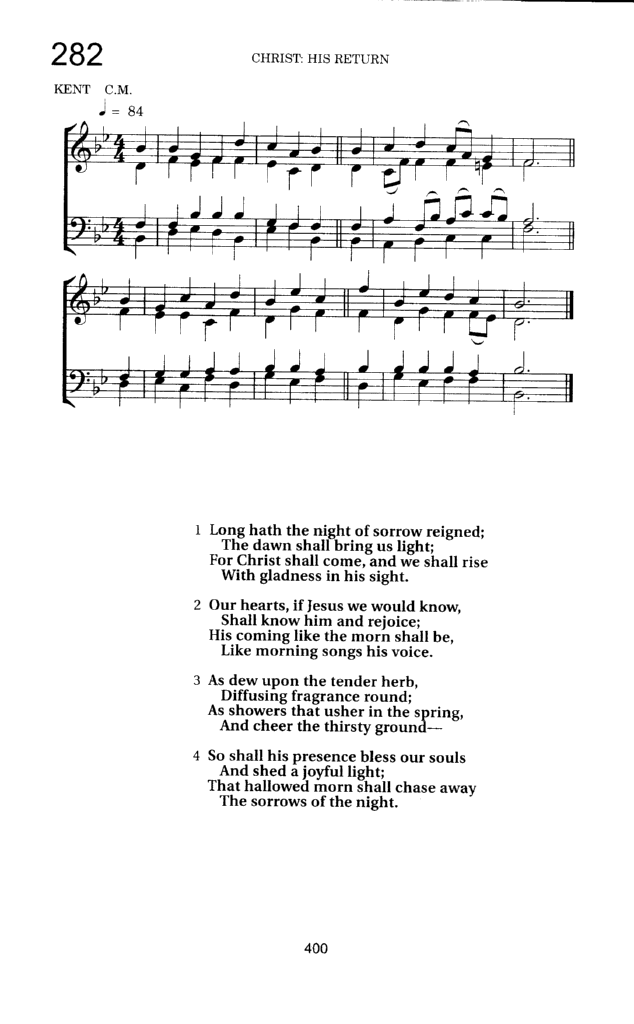 282
CHRIST: HIS RETURN
KENT C.M.
♩ = 84
1 Long hath the night of sorrow reigned;
The dawn shall bring us light;
For Christ shall come, and we shall rise
With gladness in his sight.
2 Our hearts, if Jesus we would know,
Shall know him and rejoice;
His coming like the morn shall be,
Like morning songs his voice.
3 As dew upon the tender herb,
Diffusing fragrance round;
As showers that usher in the spring,
And cheer the thirsty ground—
4 So shall his presence bless our souls
And shed a joyful light;
That hallowed morn shall chase away
The sorrows of the night.
400